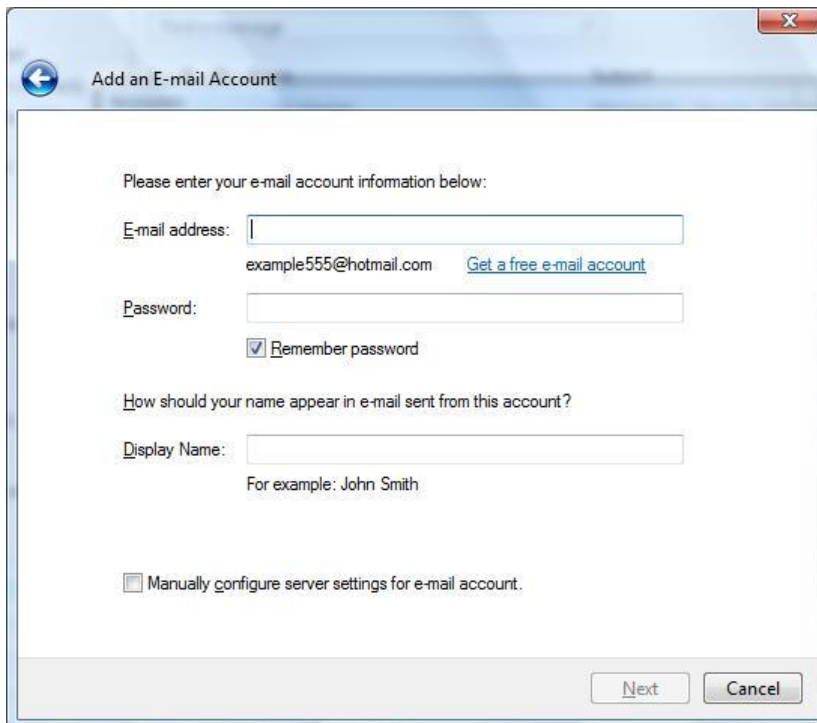 Add an E-mail Account
Please enter your e-mail account information below:
E-mail address:
example555@hotmail.com Get a free e-mail account
Password:
Remember password
How should your name appear in e-mail sent from this account?
Display Name:
For example: John Smith
Manually configure server settings for e-mail account.
Next Cancel